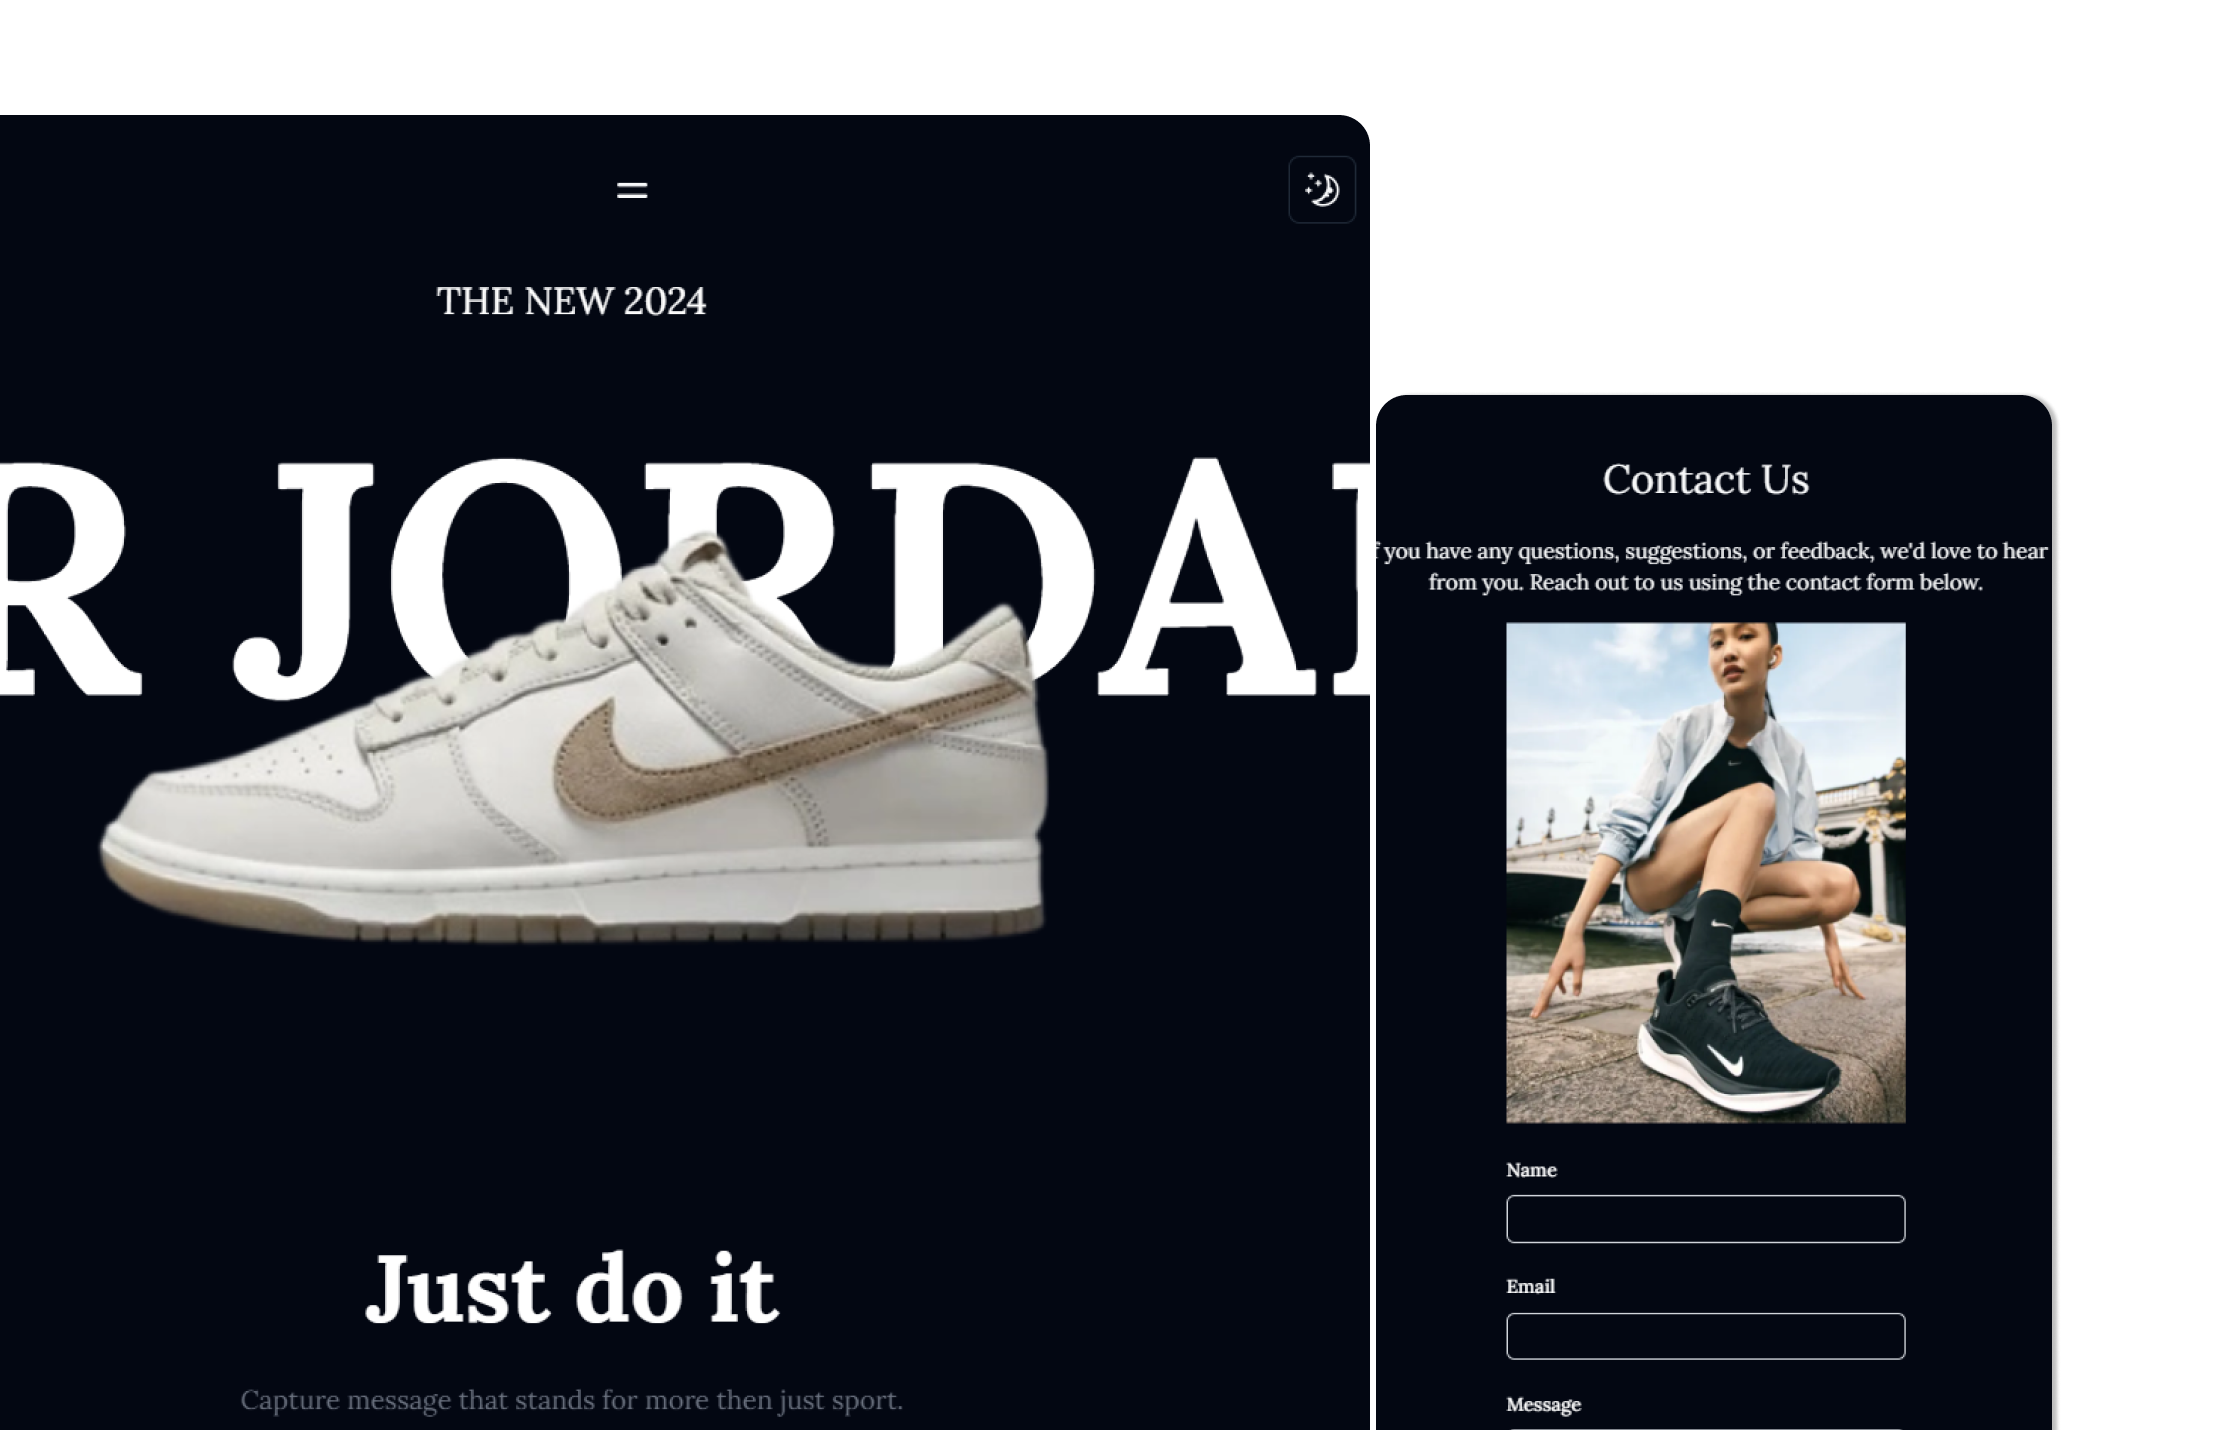 THE NEW 2024
R JORDA
Just do it
Capture message that stands for more then just sport.
Contact Us
f you have any questions, suggestions, or feedback, we'd love to hear
from you. Reach out to us using the contact form below.
Name
Email
Message